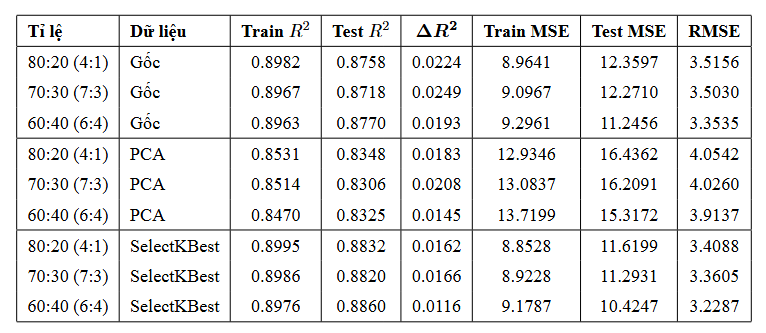 Tỉ lệ Dữ liệu Train R² Test R² ΔR² Train MSE Test MSE RMSE
80:20 (4:1) Gốc 0.8982 0.8758 0.0224 8.9641 12.3597 3.5156
70:30 (7:3) Gốc 0.8967 0.8718 0.0249 9.0967 12.2710 3.5030
60:40 (6:4) Gốc 0.8963 0.8770 0.0193 9.2961 11.2456 3.3535
80:20 (4:1) PCA 0.8531 0.8348 0.0183 12.9346 16.4362 4.0542
70:30 (7:3) PCA 0.8514 0.8306 0.0208 13.0837 16.2091 4.0260
60:40 (6:4) PCA 0.8470 0.8325 0.0145 13.7199 15.3172 3.9137
80:20 (4:1) SelectKBest 0.8995 0.8832 0.0162 8.8528 11.6199 3.4088
70:30 (7:3) SelectKBest 0.8986 0.8820 0.0166 8.9228 11.2931 3.3605
60:40 (6:4) SelectKBest 0.8976 0.8860 0.0116 9.1787 10.4247 3.2287